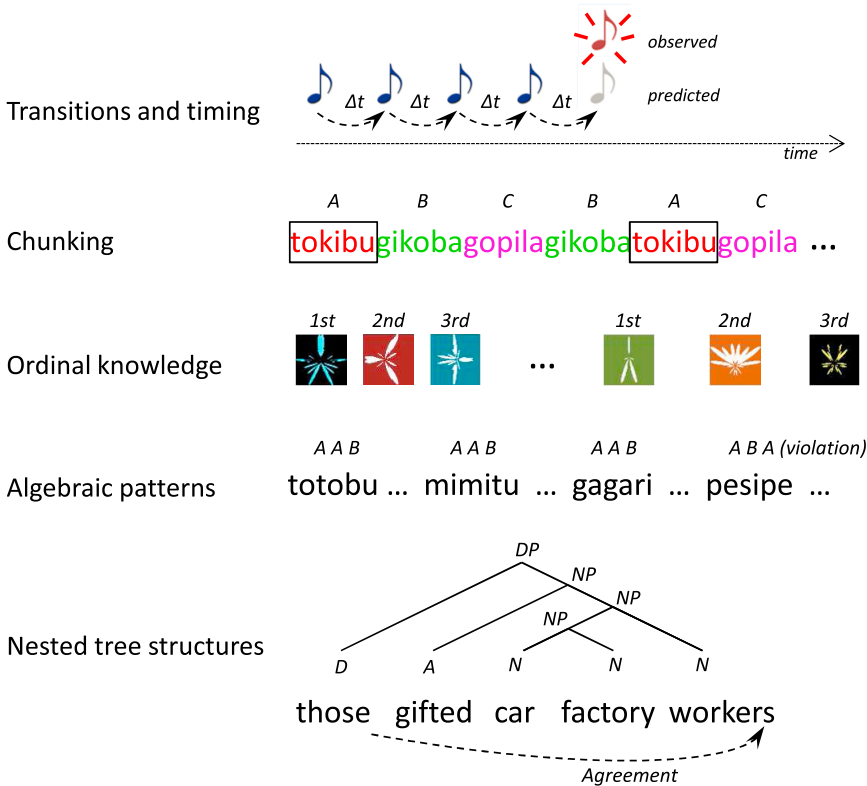 observed
Transitions and timing Δt Δt Δt Δt predicted
time
A B C B A C
Chunking tokibugikobagopilagikobatokibugopila ...
1st 2nd 3rd 1st 2nd 3rd
Ordinal knowledge ...
A A B A A B A A B A B A (violation)
Algebraic patterns totobu ... mimitu ... gagari ... pesipe ...
DP
NP
NP
NP
Nested tree structures
D A N N N
those gifted car factory workers
Agreement